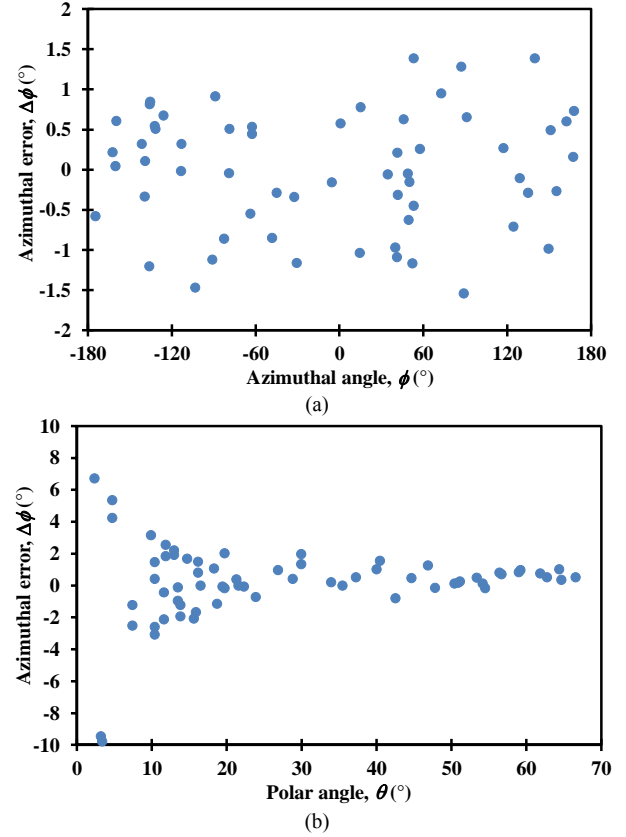 2
1.5
1
0.5
0
-0.5
-1
-1.5
-2
Azimuthal error, Δϕ (°)
-180 -120 -60 0 60 120 180
Azimuthal angle, ϕ (°)
(a)
10
8
6
4
2
0
-2
-4
-6
-8
-10
Azimuthal error, Δϕ (°)
0 10 20 30 40 50 60 70
Polar angle, θ (°)
(b)